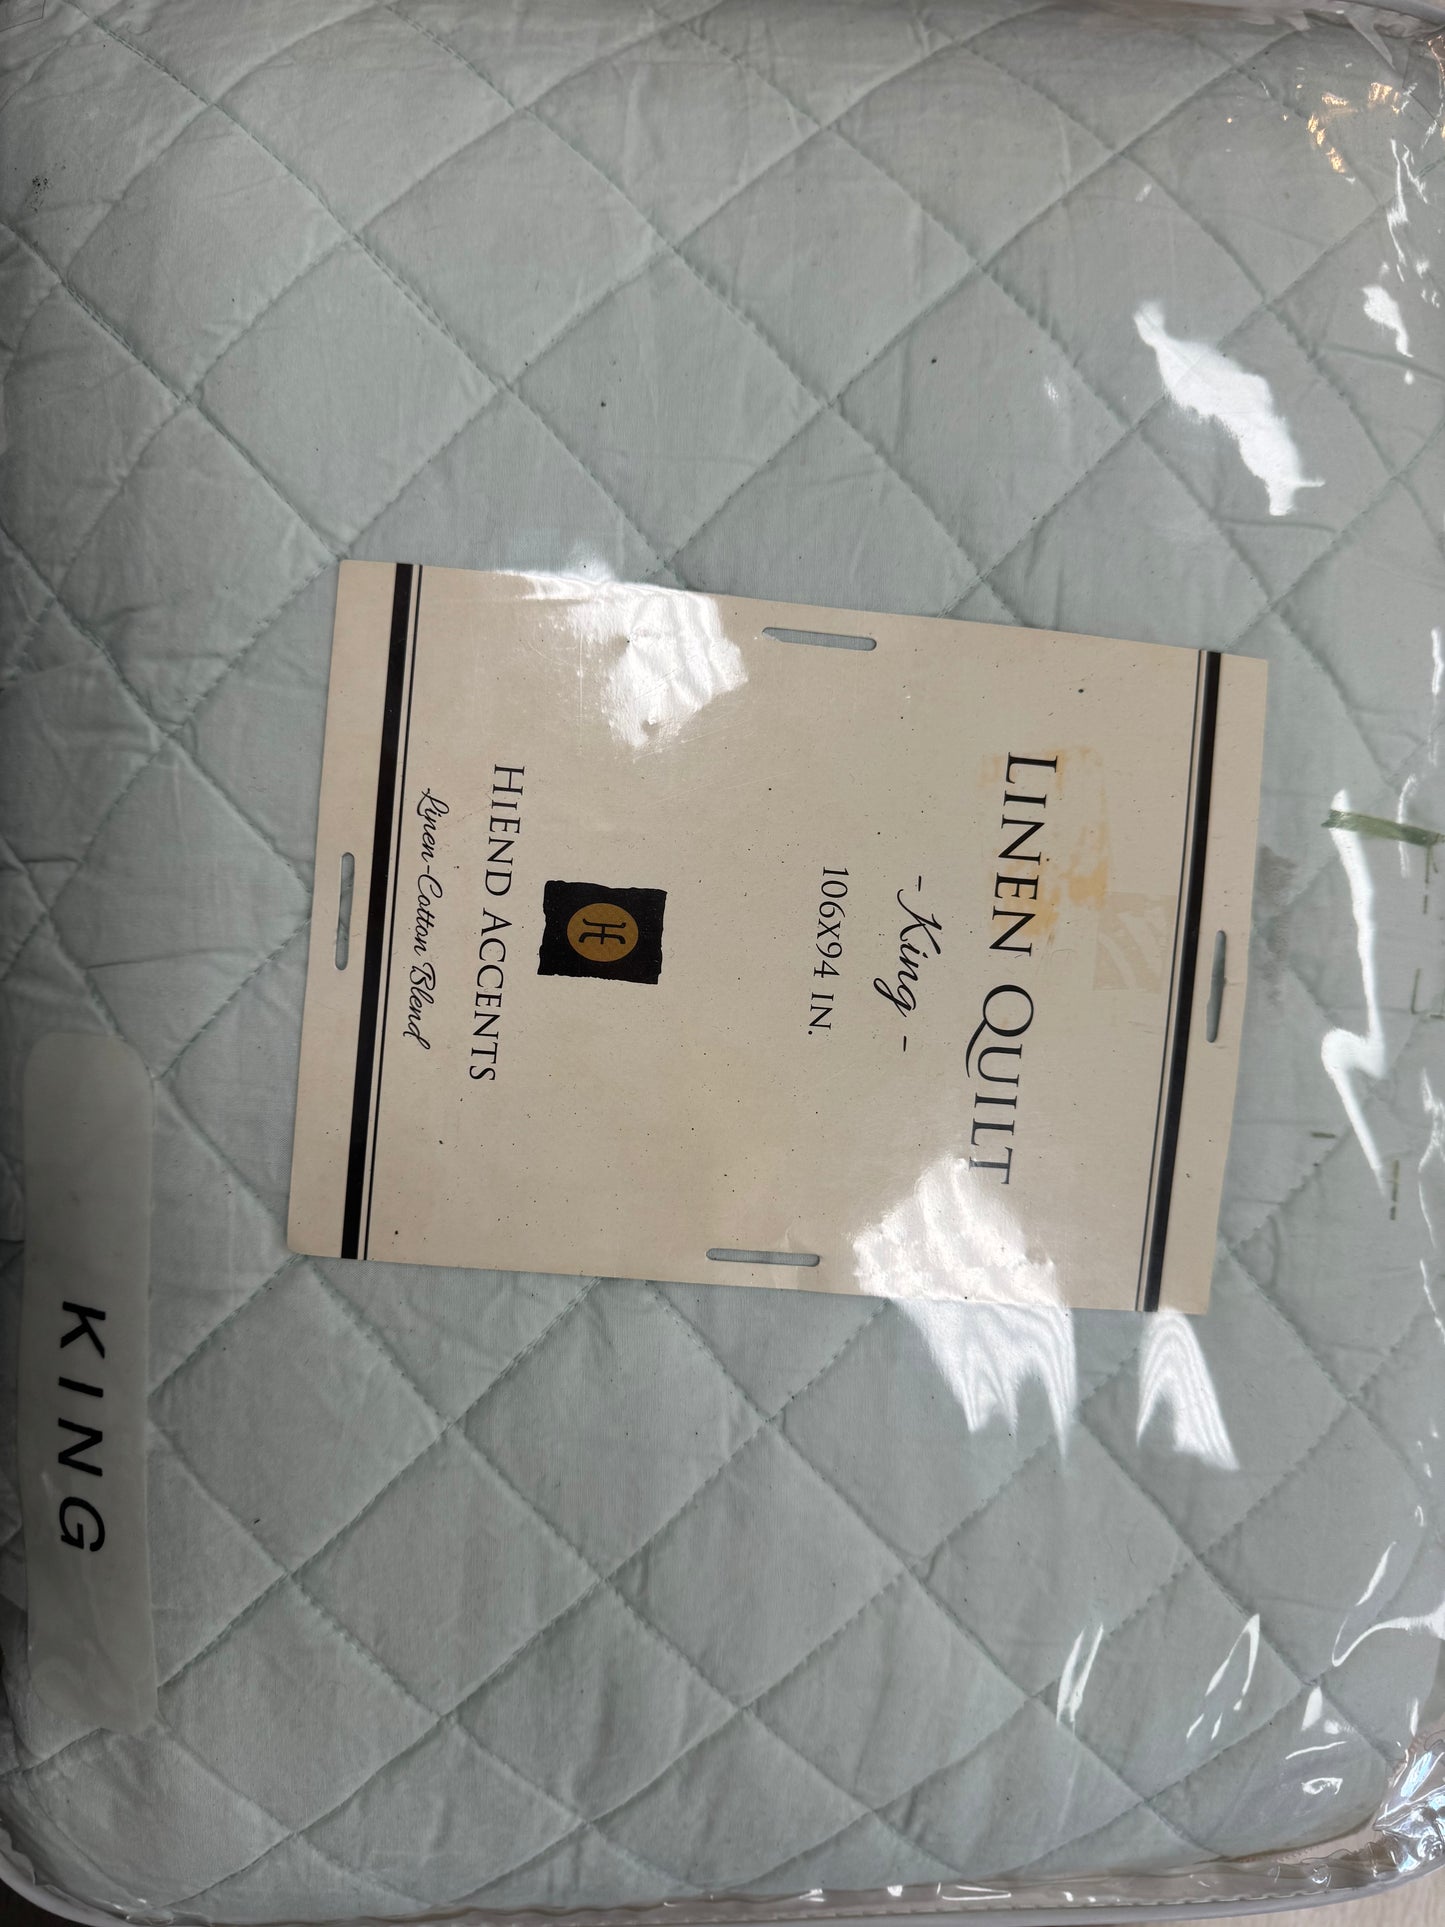 LINEN QUILT
- King -
106X94 IN.
HIEND ACCENTS
Linen-Cotton Blend
KING